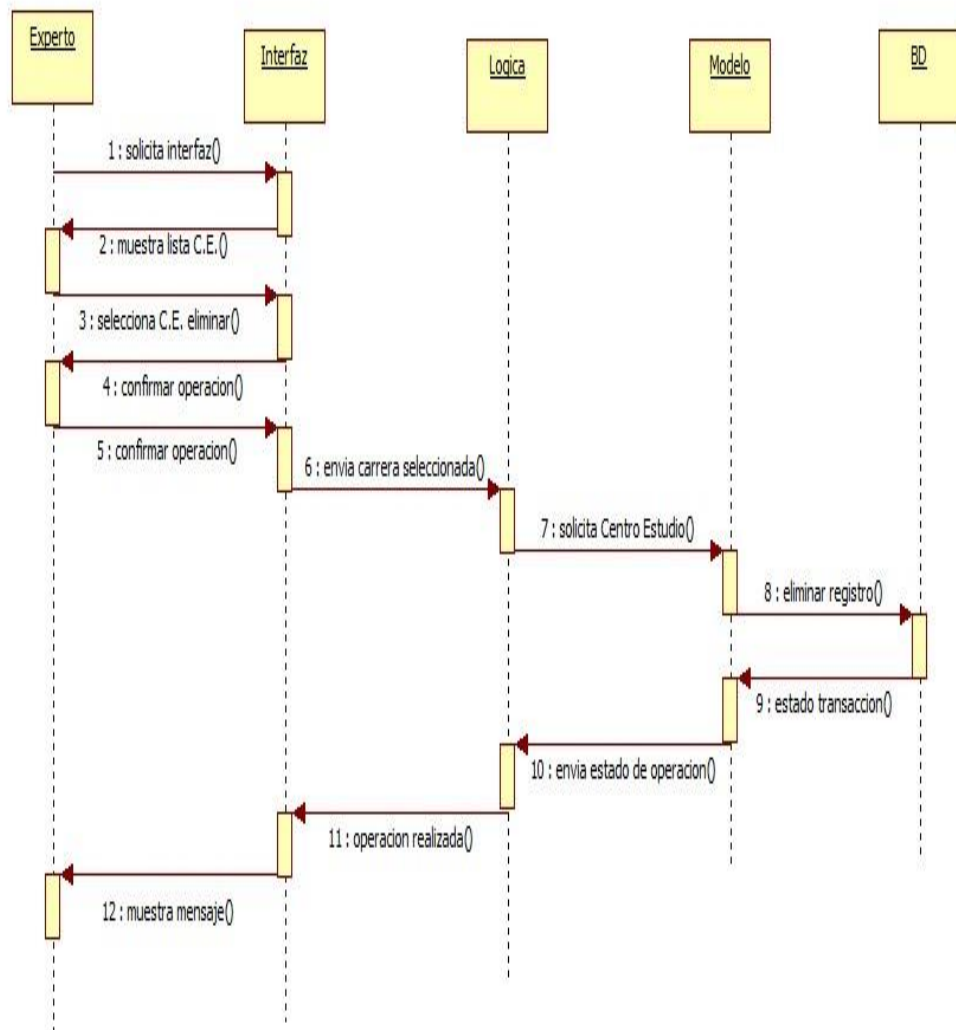 Experto
Interfaz
Logica
Modelo
BD
1 : solicita interfaz()
2 : muestra lista C.E.()
3 : selecciona C.E. eliminar()
4 : confirmar operacion()
5 : confirmar operacion()
6 : envia carrera seleccionada()
7 : solicita Centro Estudio()
8 : eliminar registro()
9 : estado transaccion()
10 : envia estado de operacion()
11 : operacion realizada()
12 : muestra mensaje()